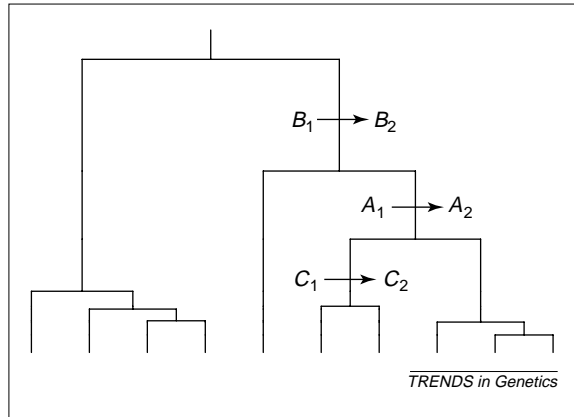 B₁ → B₂
A₁ → A₂
C₁ → C₂
TRENDS in Genetics